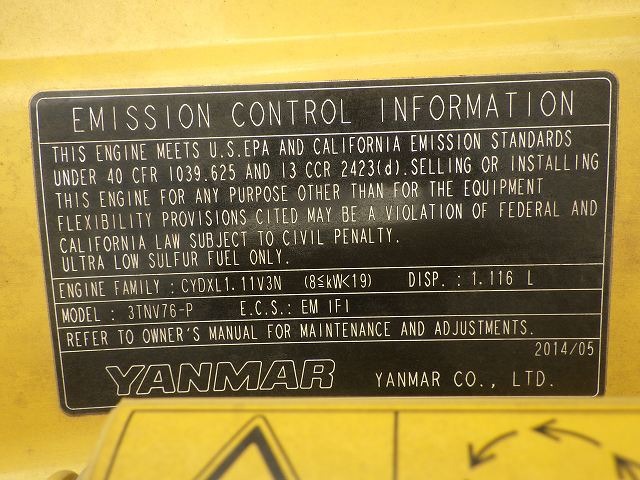 EMISSION CONTROL INFORMATION
THIS ENGINE MEETS U.S.EPA AND CALIFORNIA EMISSION STANDARDS
UNDER 40 CFR 1039.625 AND 13 CCR 2423(d).SELLING OR INSTALLING
THIS ENGINE FOR ANY PURPOSE OTHER THAN FOR THE EQUIPMENT
FLEXIBILITY PROVISIONS CITED MAY BE A VIOLATION OF FEDERAL AND
CALIFORNIA LAW SUBJECT TO CIVIL PENALTY.
ULTRA LOW SULFUR FUEL ONLY.
ENGINE FAMILY : CYDXL1.11V3N (8≦kW<19) DISP. : 1.116 L
MODEL : 3TNV76-P E.C.S.: EM IFI
REFER TO OWNER'S MANUAL FOR MAINTENANCE AND ADJUSTMENTS.
2014/05
YANMAR YANMAR CO., LTD.